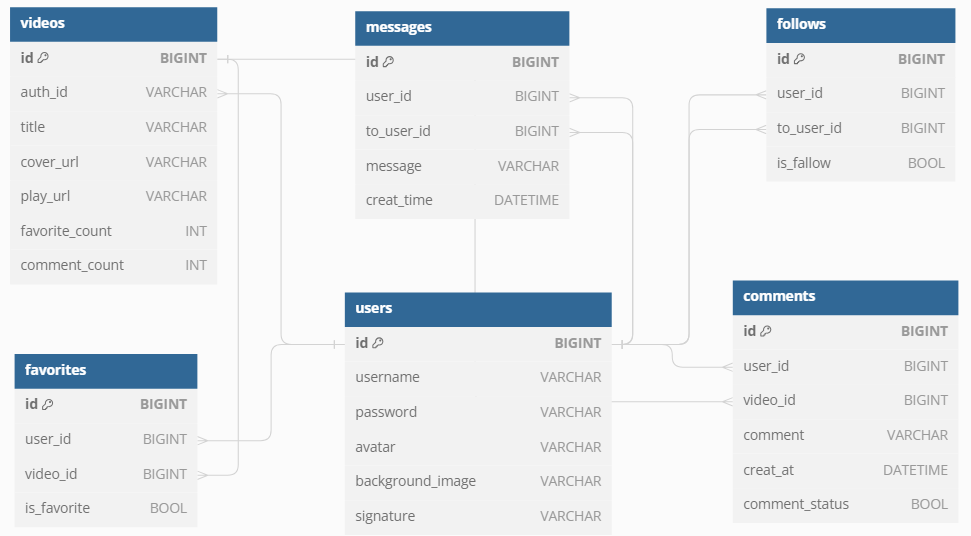 videos
id BIGINT
auth_id VARCHAR
title VARCHAR
cover_url VARCHAR
play_url VARCHAR
favorite_count INT
comment_count INT
messages
id BIGINT
user_id BIGINT
to_user_id BIGINT
message VARCHAR
creat_time DATETIME
follows
id BIGINT
user_id BIGINT
to_user_id BIGINT
is_fallow BOOL
favorites
id BIGINT
user_id BIGINT
video_id BIGINT
is_favorite BOOL
users
id BIGINT
username VARCHAR
password VARCHAR
avatar VARCHAR
background_image VARCHAR
signature VARCHAR
comments
id BIGINT
user_id BIGINT
video_id BIGINT
comment VARCHAR
creat_at DATETIME
comment_status BOOL